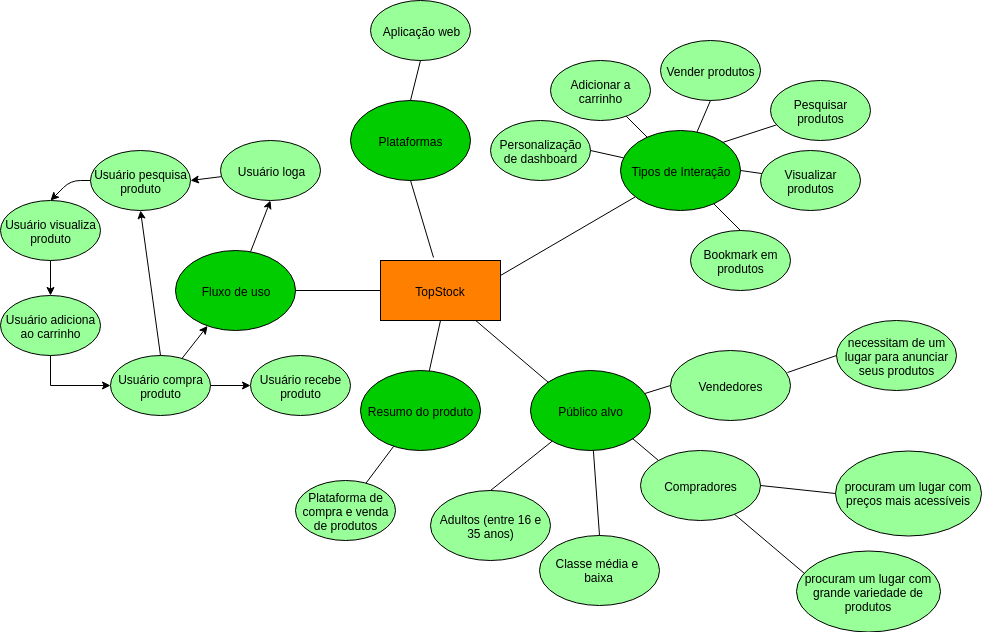 Aplicação web
Plataformas
Adicionar a
carrinho
Vender produtos
Pesquisar
produtos
Personalização
de dashboard
Tipos de Interação
Visualizar
produtos
Bookmark em
produtos
Usuário loga
Usuário pesquisa
produto
Usuário visualiza
produto
Fluxo de uso
Usuário adiciona
ao carrinho
Usuário compra
produto
Usuário recebe
produto
TopStock
Resumo do produto
Plataforma de
compra e venda
de produtos
Público alvo
Vendedores
necessitam de um
lugar para anunciar
seus produtos
Compradores
procuram um lugar com
preços mais acessíveis
procuram um lugar com
grande variedade de
produtos
Adultos (entre 16 e
35 anos)
Classe média e
baixa